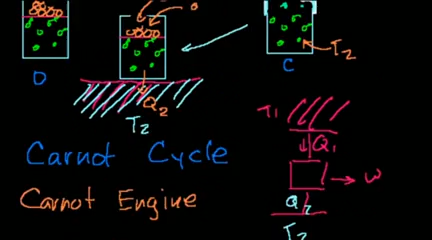 T2
D
C
Q2
T2
T1
Q1
Carnot Cycle
W
Carnot Engine
Q2
T2